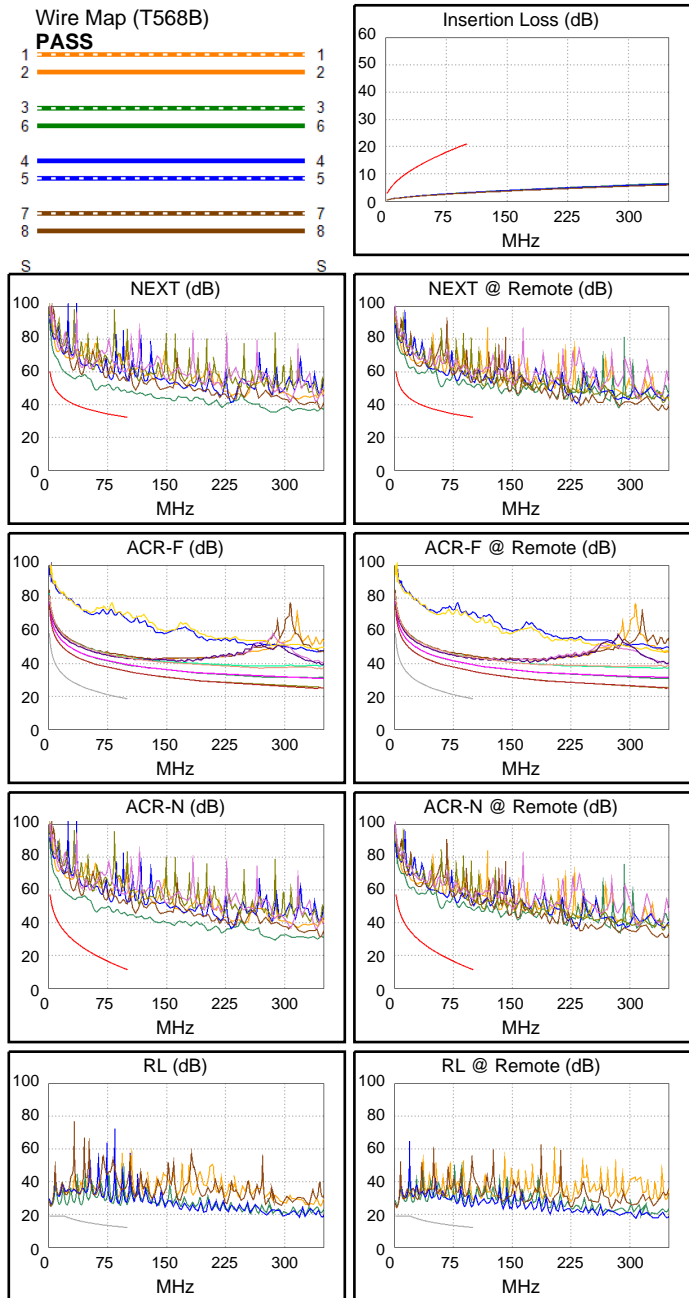 Wire Map (T568B)
PASS
1 1
2 2
3 3
6 6
4 4
5 5
7 7
8 8
S S
Insertion Loss (dB)
60
50
40
30
20
10
0
0 75 150 225 300
MHz
NEXT (dB)
100
80
60
40
20
0
0 75 150 225 300
MHz
NEXT @ Remote (dB)
100
80
60
40
20
0
0 75 150 225 300
MHz
ACR-F (dB)
100
80
60
40
20
0
0 75 150 225 300
MHz
ACR-F @ Remote (dB)
100
80
60
40
20
0
0 75 150 225 300
MHz
ACR-N (dB)
100
80
60
40
20
0
0 75 150 225 300
MHz
ACR-N @ Remote (dB)
100
80
60
40
20
0
0 75 150 225 300
MHz
RL (dB)
100
80
60
40
20
0
0 75 150 225 300
MHz
RL @ Remote (dB)
100
80
60
40
20
0
0 75 150 225 300
MHz